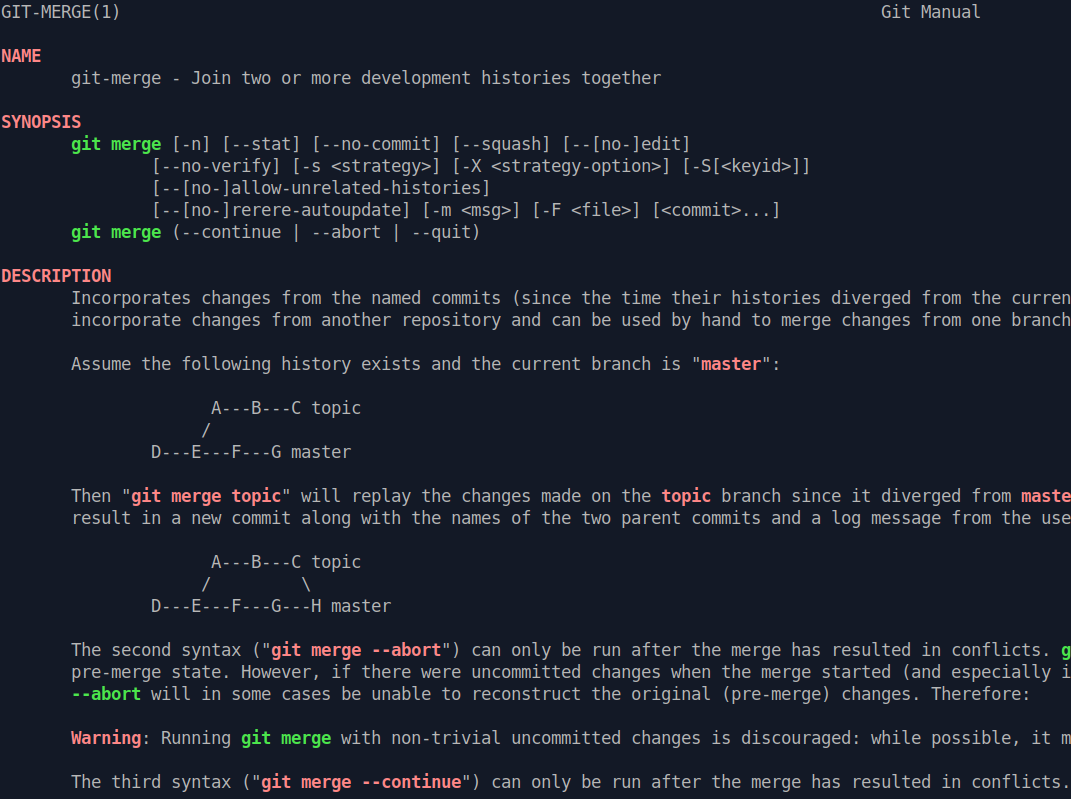 GIT-MERGE(1)                                                                            Git Manual
NAME
       git-merge - Join two or more development histories together
SYNOPSIS
       git merge [-n] [--stat] [--no-commit] [--squash] [--[no-]edit]
               [--no-verify] [-s <strategy>] [-X <strategy-option>] [-S[<keyid>]]
               [--[no-]allow-unrelated-histories]
               [--[no-]rerere-autoupdate] [-m <msg>] [-F <file>] [<commit>...]
       git merge (--continue | --abort | --quit)
DESCRIPTION
       Incorporates changes from the named commits (since the time their histories diverged from the curren
       incorporate changes from another repository and can be used by hand to merge changes from one branch
       Assume the following history exists and the current branch is "master":
                     A---B---C topic
                    /
               D---E---F---G master
       Then "git merge topic" will replay the changes made on the topic branch since it diverged from maste
       result in a new commit along with the names of the two parent commits and a log message from the use
                     A---B---C topic
                    /         \
               D---E---F---G---H master
       The second syntax ("git merge --abort") can only be run after the merge has resulted in conflicts. g
       pre-merge state. However, if there were uncommitted changes when the merge started (and especially i
       --abort will in some cases be unable to reconstruct the original (pre-merge) changes. Therefore:
       Warning: Running git merge with non-trivial uncommitted changes is discouraged: while possible, it m
       The third syntax ("git merge --continue") can only be run after the merge has resulted in conflicts.